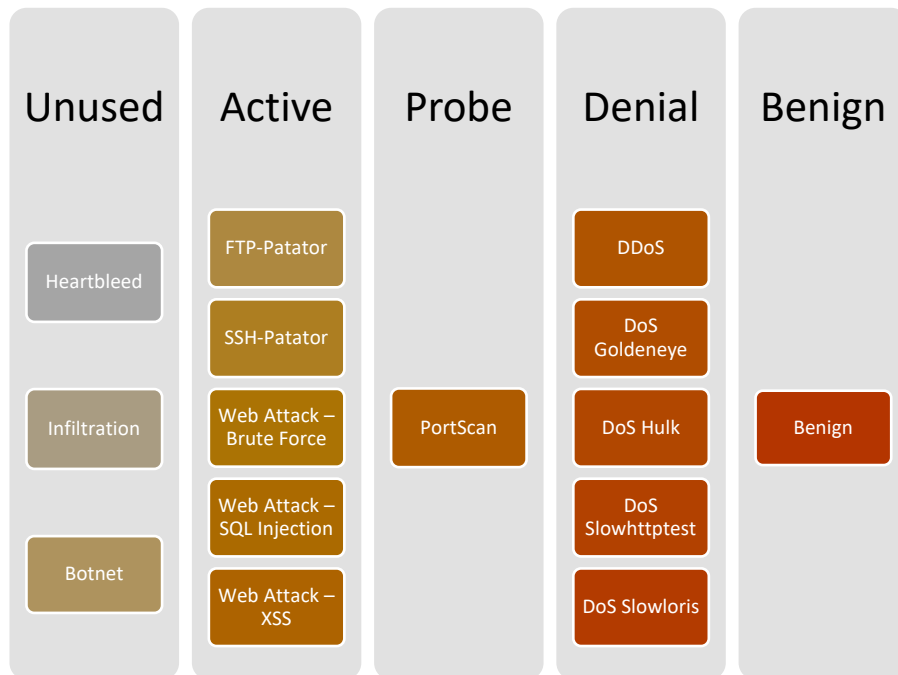 Unused
Heartbleed
Infiltration
Botnet
Active
FTP-Patator
SSH-Patator
Web Attack –
Brute Force
Web Attack –
SQL Injection
Web Attack –
XSS
Probe
PortScan
Denial
DDoS
DoS
Goldeneye
DoS Hulk
DoS
Slowhttptest
DoS Slowloris
Benign
Benign